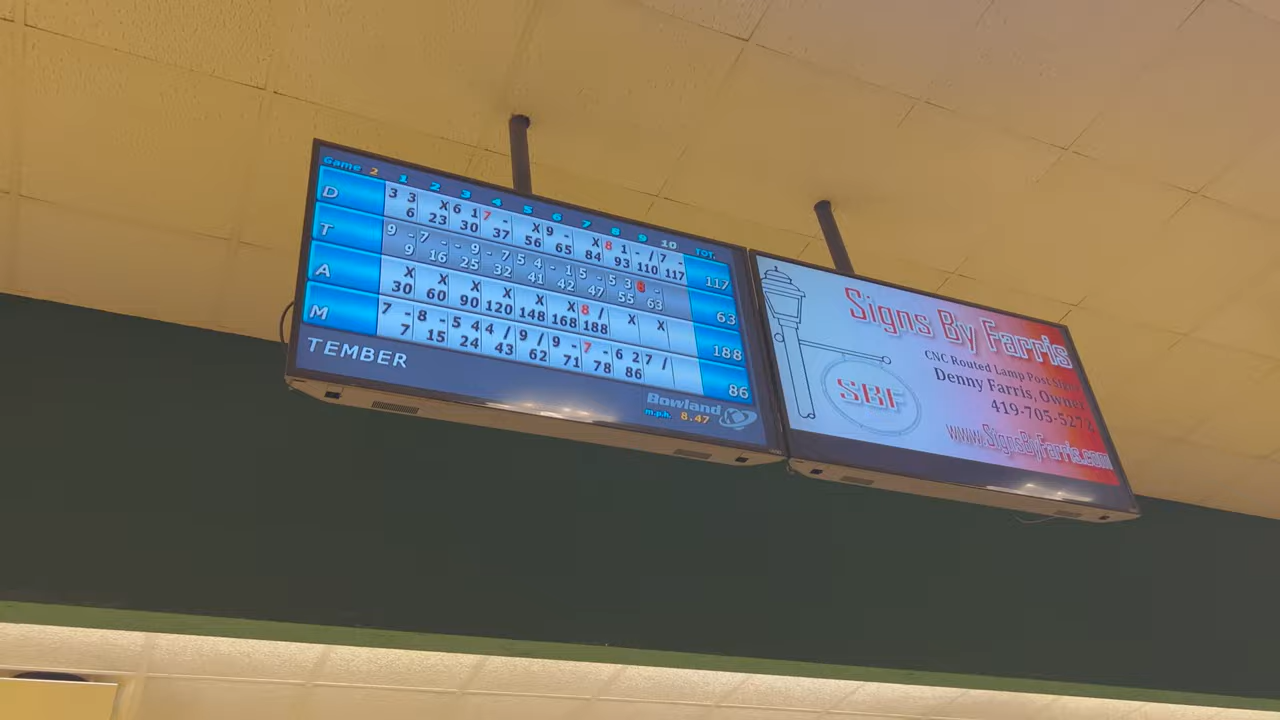 Game 2 1 2 3 4 5 6 7 8 9 10 TOT.
D 3 3 X 6 1 7 - X 9 - X 8 1 - / 7 -
6 23 30 37 56 65 84 93 110 117 117
T 9 - 7 - - 9 - 7 5 4 - 1 5 - 5 3 8 -
9 16 25 32 41 42 47 55 63 63
A X X X X X X 8 / X X
30 60 90 120 148 168 188 188
M 7 - 8 - 5 4 4 / 9 / 9 - 7 - 6 2 7 /
7 15 24 43 62 71 78 86 86
TEMBER
Bowland
m.p.h. 8.47
Signs By Farris
CNC Routed Lamp Post Signs
Denny Farris, Owner
419-705-5272
SBF
www.SignsByFarris.com